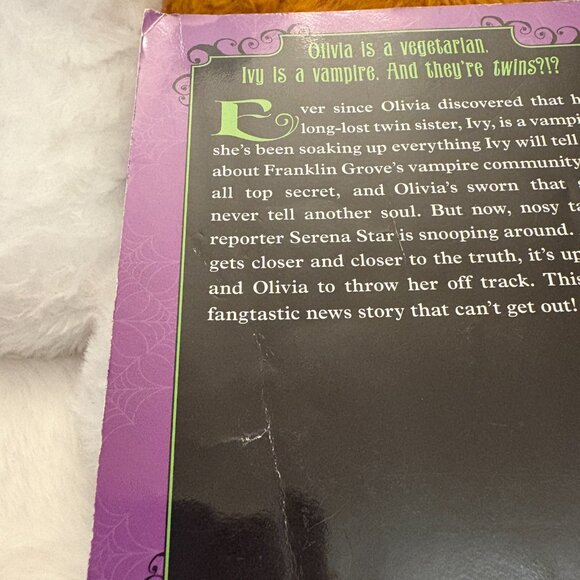 Olivia is a vegetarian.
Ivy is a vampire. And they're twins?!?
Ever since Olivia discovered that
long-lost twin sister, Ivy, is a
she's been soaking up everything Ivy will tell
about Franklin Grove's vampire community
all top secret, and Olivia's sworn that
never tell another soul. But now, nosy
reporter Serena Star is snooping around.
gets closer and closer to the truth, it's
and Olivia to throw her off track. This
fangtastic news story that can't get out!